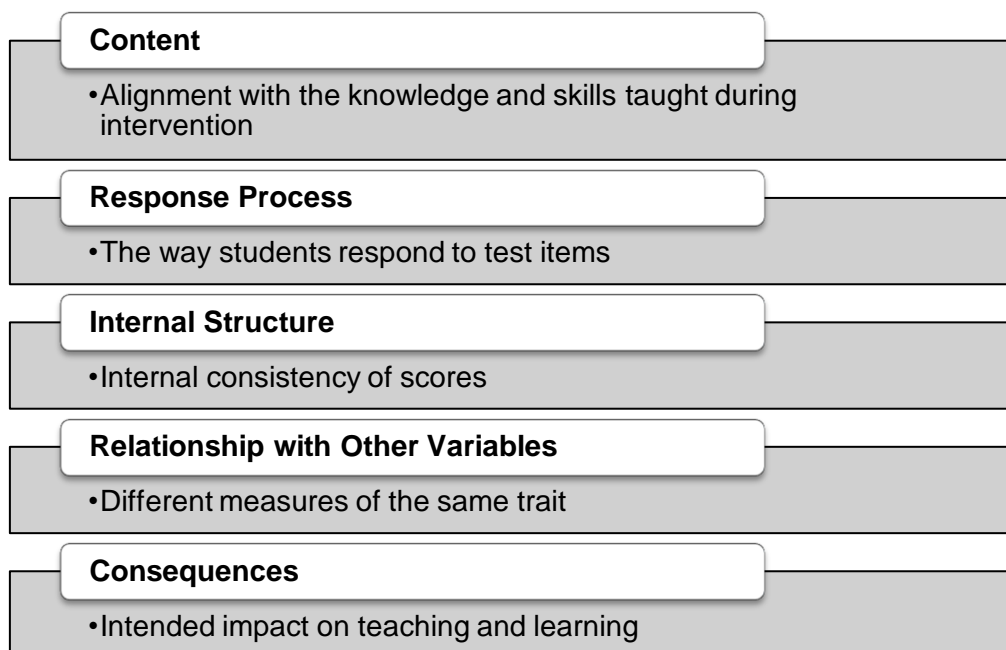 Content
•Alignment with the knowledge and skills taught during
intervention
Response Process
•The way students respond to test items
Internal Structure
•Internal consistency of scores
Relationship with Other Variables
•Different measures of the same trait
Consequences
•Intended impact on teaching and learning